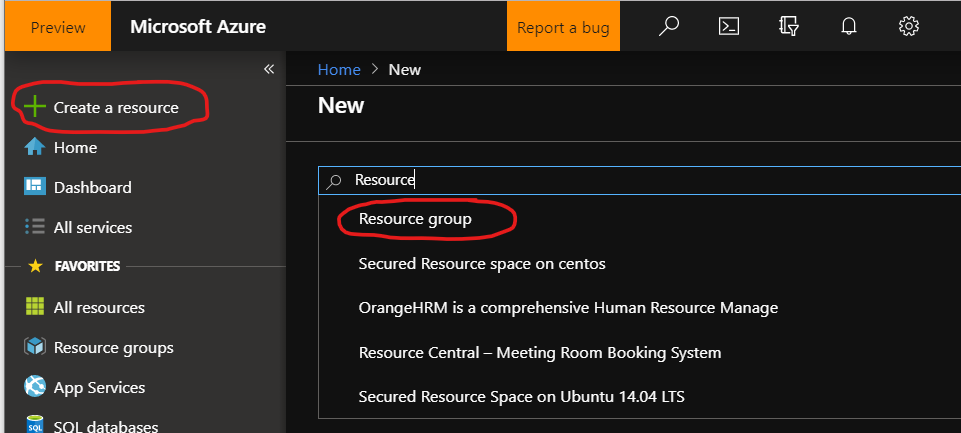 Preview
Microsoft Azure
Report a bug
«
Create a resource
Home
Dashboard
All services
FAVORITES
All resources
Resource groups
App Services
SQL databases
Home > New
New
Resource
Resource group
Secured Resource space on centos
OrangeHRM is a comprehensive Human Resource Manage
Resource Central – Meeting Room Booking System
Secured Resource Space on Ubuntu 14.04 LTS